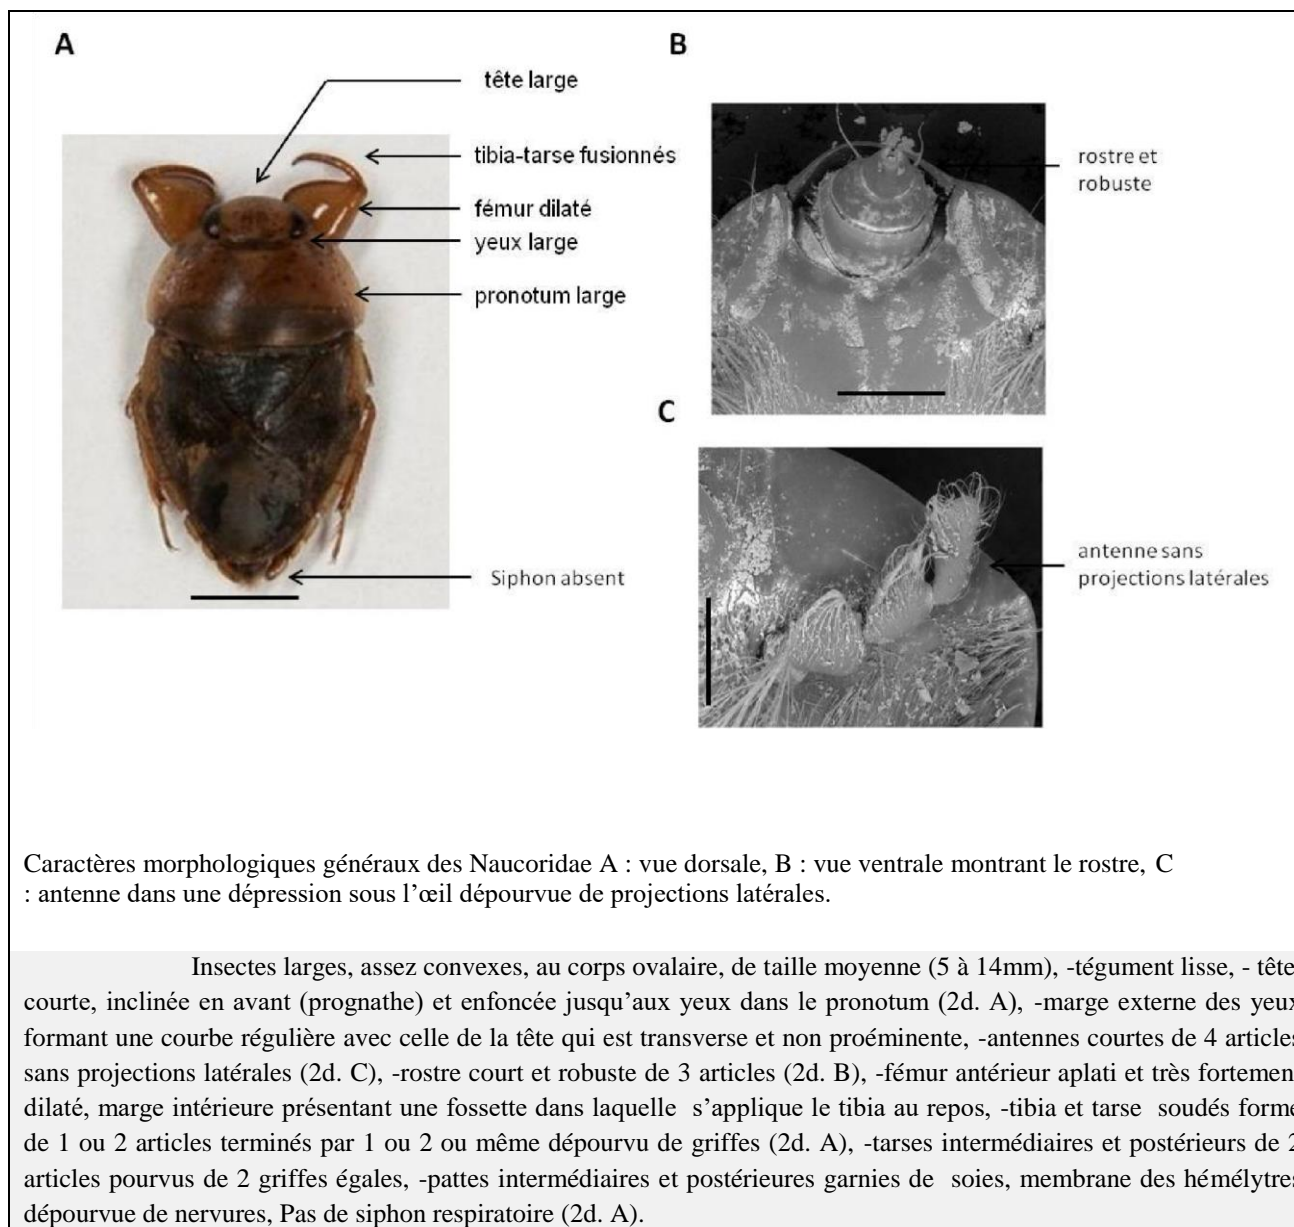 A
B
tête large
tibia-tarse fusionnés
fémur dilaté
yeux large
pronotum large
Siphon absent
rostre et
robuste
C
antenne sans
projections latérales
Caractères morphologiques généraux des Naucoridae A : vue dorsale, B : vue ventrale montrant le rostre, C
: antenne dans une dépression sous l'œil dépourvue de projections latérales.
Insectes larges, assez convexes, au corps ovalaire, de taille moyenne (5 à 14mm), -tégument lisse, - tête
courte, inclinée en avant (prognathe) et enfoncée jusqu'aux yeux dans le pronotum (2d. A), -marge externe des yeux
formant une courbe régulière avec celle de la tête qui est transverse et non proéminente, -antennes courtes de 4 articles
sans projections latérales (2d. C), -rostre court et robuste de 3 articles (2d. B), -fémur antérieur aplati et très fortemen
dilaté, marge intérieure présentant une fossette dans laquelle s'applique le tibia au repos, -tibia et tarse soudés forme
de 1 ou 2 articles terminés par 1 ou 2 ou même dépourvu de griffes (2d. A), -tarses intermédiaires et postérieurs de 2
articles pourvus de 2 griffes égales, -pattes intermédiaires et postérieures garnies de soies, membrane des hémélytres
dépourvue de nervures, Pas de siphon respiratoire (2d. A).